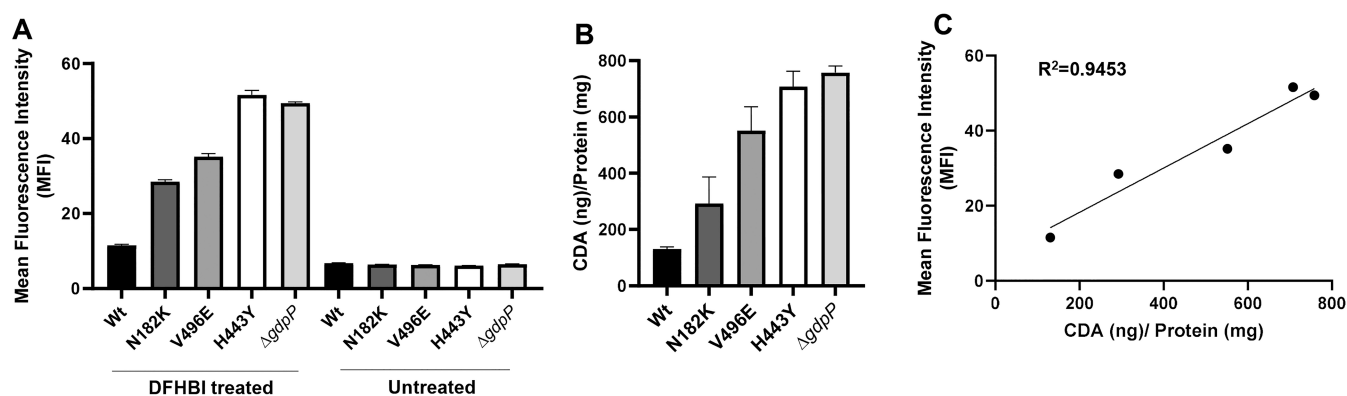 A
Mean Fluorescence Intensity
(MFI)
60
40
20
0
Wt
N182K
V496E
H443Y
ΔgdpP
Wt
N182K
V496E
H443Y
ΔgdpP
DFHBI treated
Untreated
B
CDA (ng)/Protein (mg)
800
600
400
200
0
Wt
N182K
V496E
H443Y
ΔgdpP
C
Mean Fluorescence Intensity
(MFI)
60
40
20
0
R²=0.9453
0
200
400
600
800
CDA (ng)/ Protein (mg)